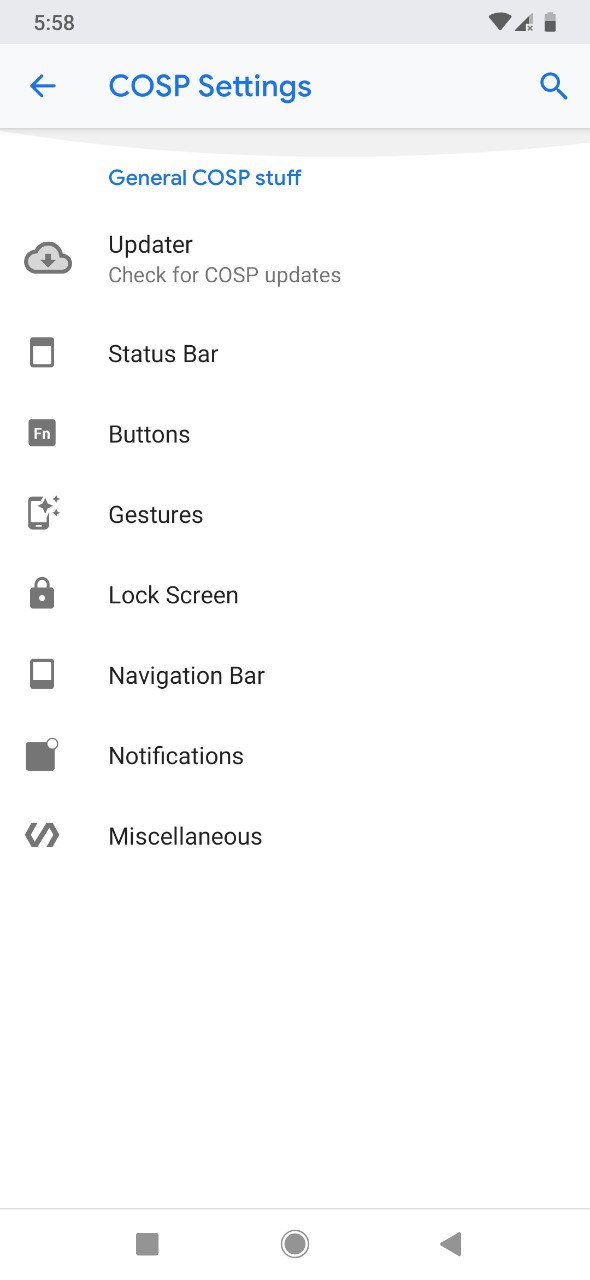 5:58
COSP Settings
General COSP stuff
Updater
Check for COSP updates
Status Bar
Fn
Buttons
Gestures
Lock Screen
Navigation Bar
Notifications
Miscellaneous